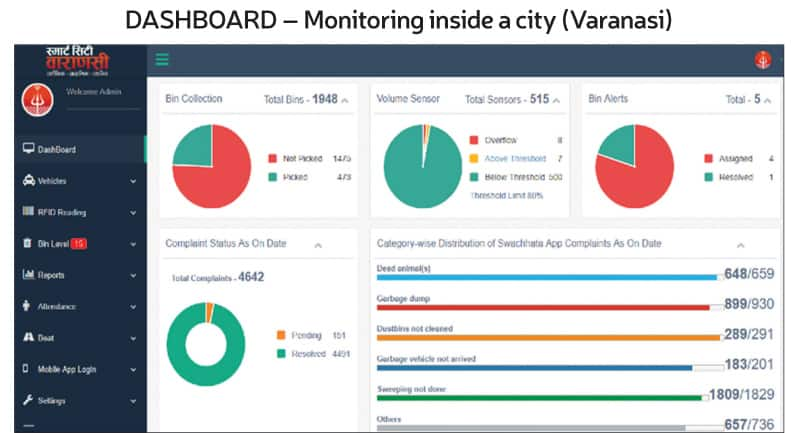 DASHBOARD – Monitoring inside a city (Varanasi)
स्मार्ट सिटी
वाराणसी
Welcome Admin
DashBoard
Vehicles
RFID Reading
Bin Level 15
Reports
Attendance
Beat
Mobile App Login
Settings
Bin Collection Total Bins - 1948
Not Picked 1475
Picked 473
Volume Sensor Total Sonsors - 515
Overflow 8
Above Threshold 7
Below Threshold 500
Threshold Limit 80%
Bin Alerts Total - 5
Assigned 4
Resolved 1
Complaint Status As On Date
Total Complaints - 4642
Pending 151
Resolved 4491
Category-wise Distribution of Swachhata App Complaints As On Date
Dead animal(s)
648/659
Garbage dump
899/930
Dustbins not cleaned
289/291
Garbage vehicle not arrived
183/201
Sweeping not done
1809/1829
Others
657/736